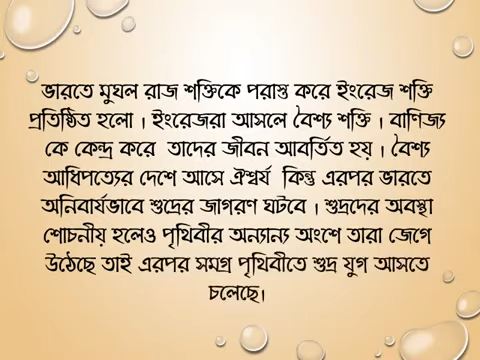 ভারতে মুঘল রাজ শক্তিকে পরাস্ত করে ইংরেজ শক্তি
প্রতিষ্ঠিত হলো । ইংরেজরা আসলে বৈশ্য শক্তি । বাণিজ্য
কে কেন্দ্র করে তাদের জীবন আবর্তিত হয় । বৈশ্য
আধিপত্যের দেশে আসে ঐশ্বর্য কিন্তু এরপর ভারতে
অনিবার্যভাবে শুদ্রের জাগরণ ঘটবে । শুদ্রদের অবস্থা
শোচনীয় হলেও পৃথিবীর অন্যান্য অংশে তারা জেগে
উঠেছে তাই এরপর সমগ্র পৃথিবীতে শুদ্র যুগ আসতে
চলেছে।